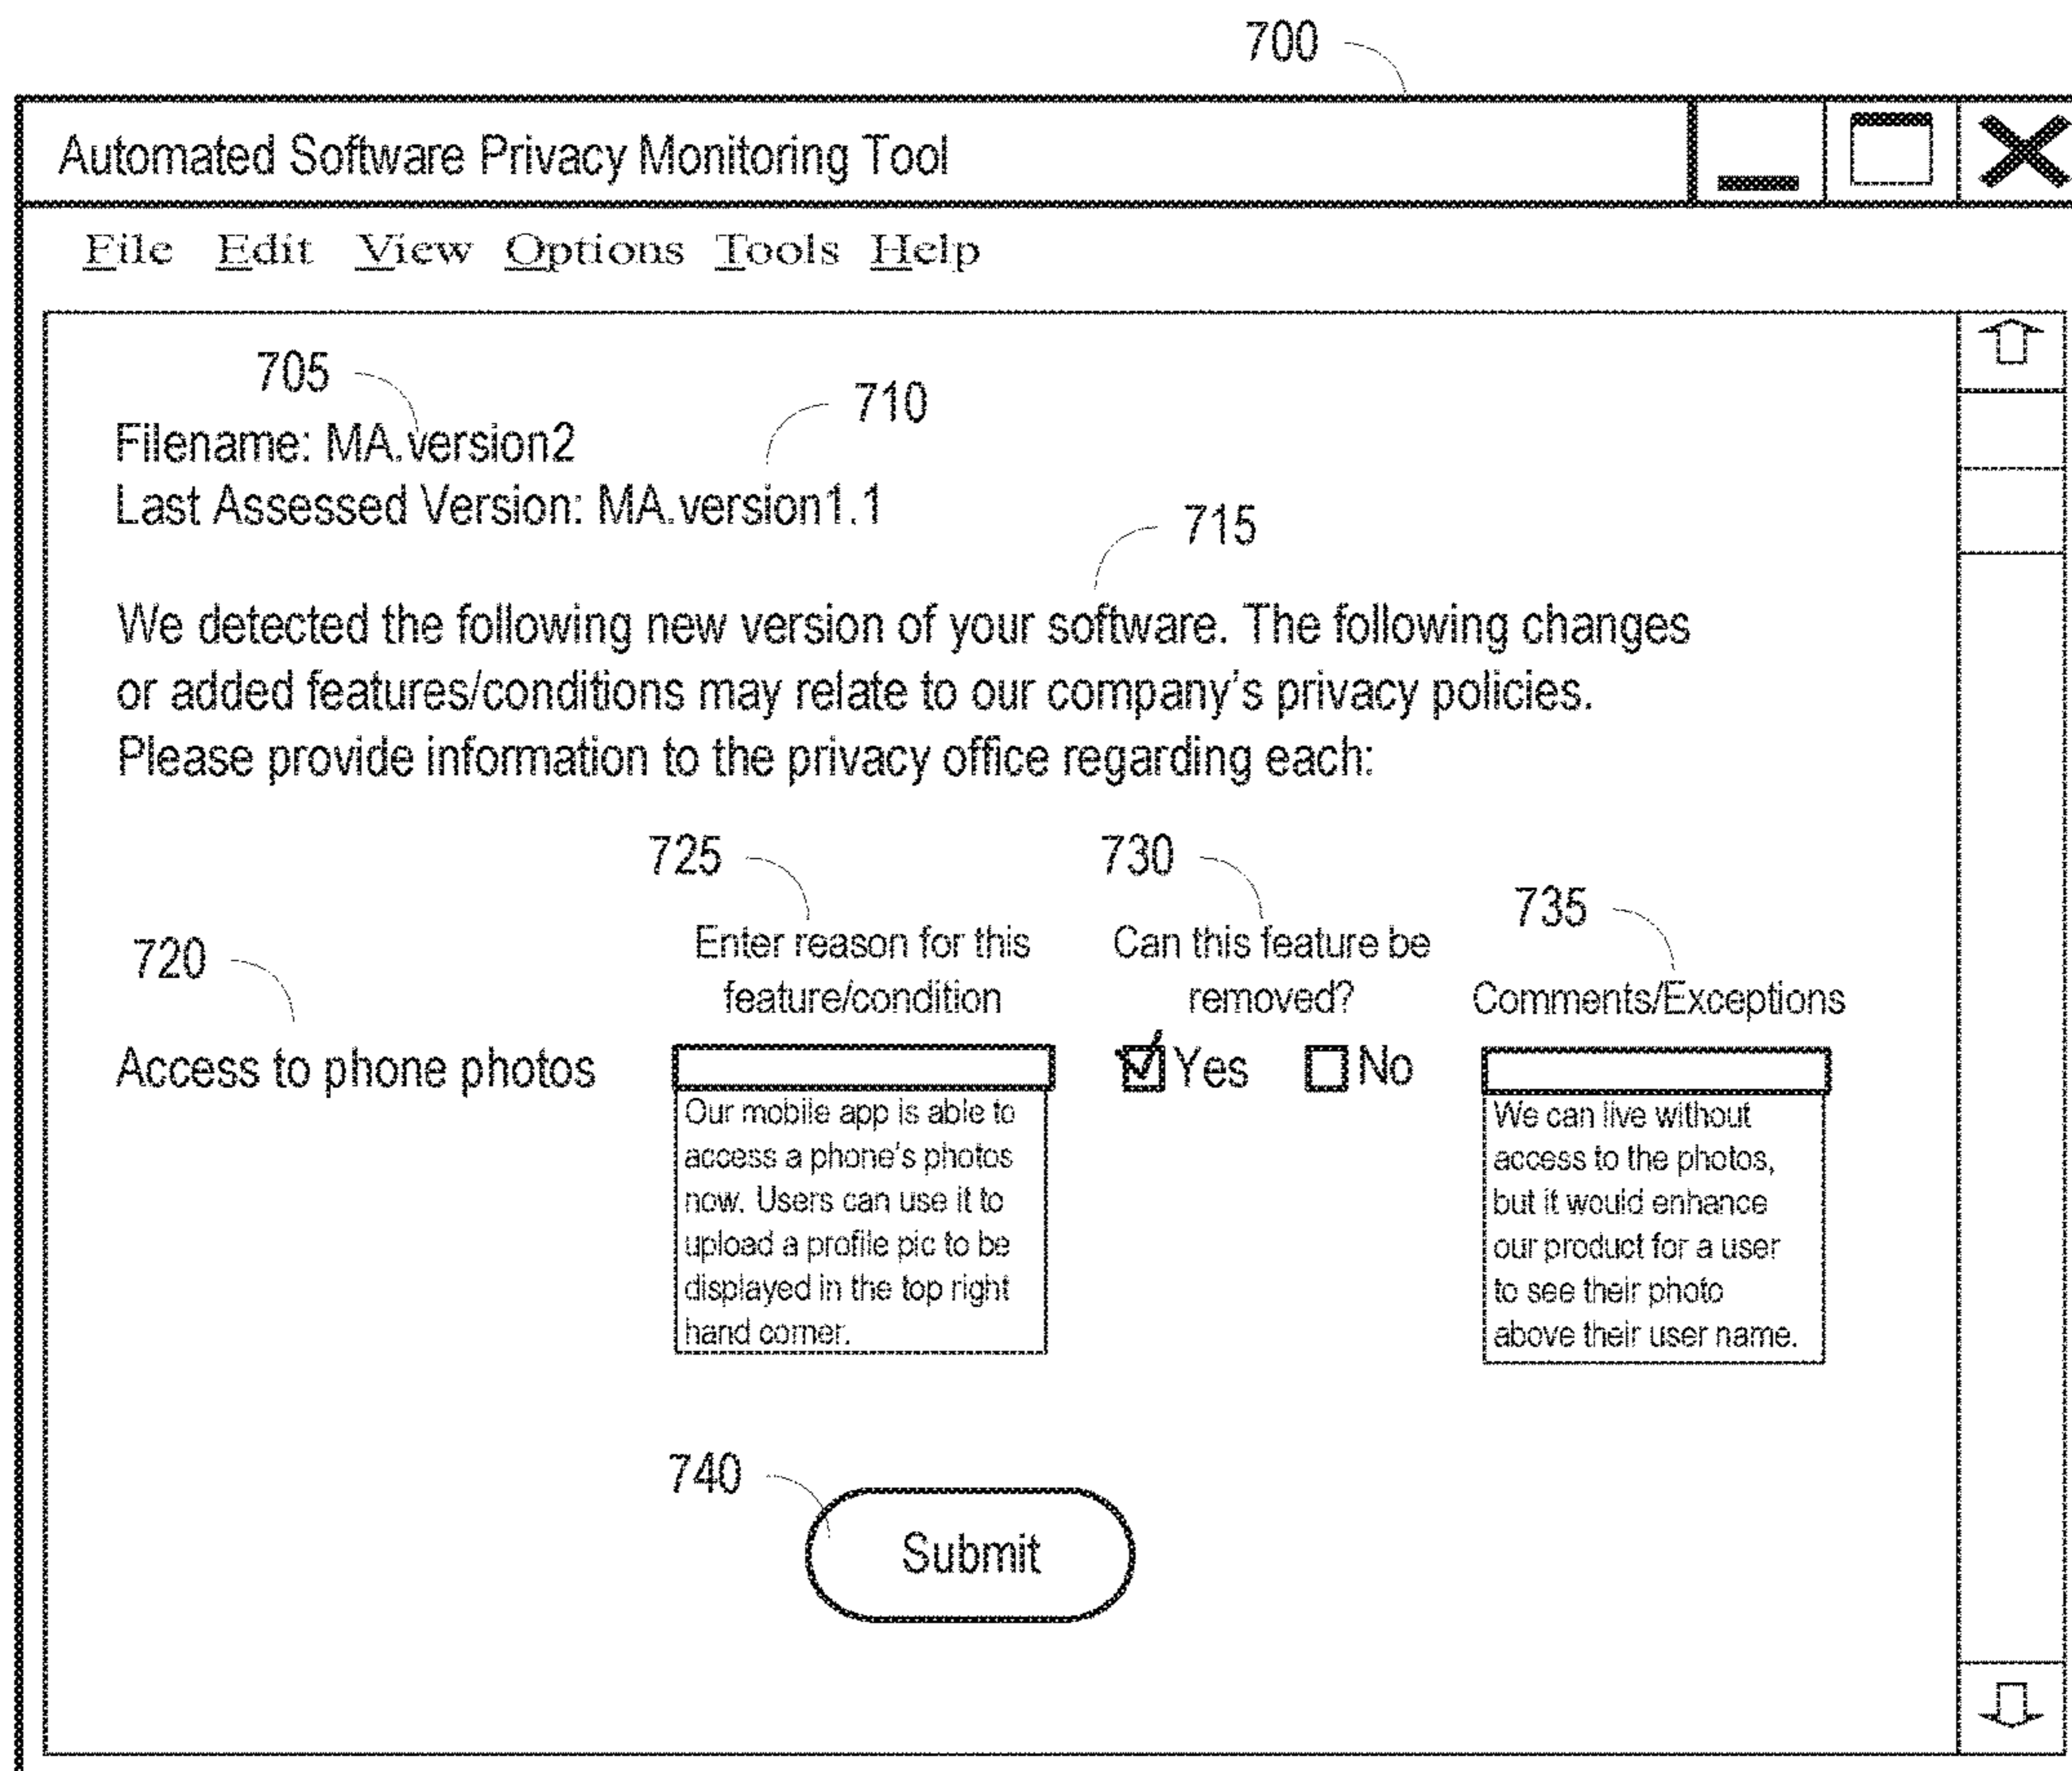 700
Automated Software Privacy Monitoring Tool
File Edit View Options Tools Help
705
710
Filename: MA.version2
Last Assessed Version: MA.version1.1
715
We detected the following new version of your software. The following changes
or added features/conditions may relate to our company's privacy policies.
Please provide information to the privacy office regarding each:
725
730
735
720
Enter reason for this
feature/condition
Can this feature be
removed?
Comments/Exceptions
Access to phone photos
Yes No
Our mobile app is able to
access a phone's photos
now. Users can use it to
upload a profile pic to be
displayed in the top right
hand corner.
We can live without
access to the photos,
but it would enhance
our product for a user
to see their photo
above their user name.
740
Submit